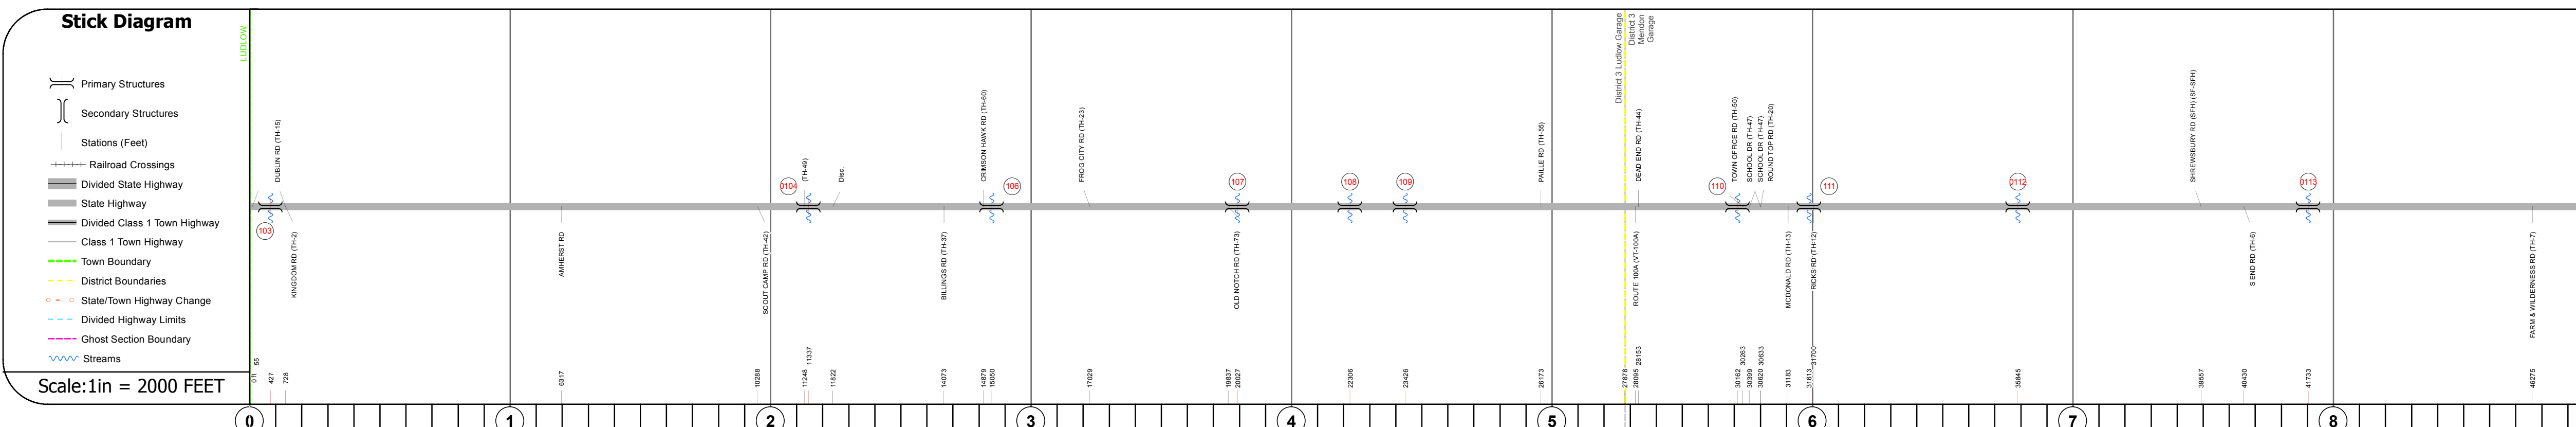 Stick Diagram
Primary Structures
Secondary Structures
Stations (Feet)
Railroad Crossings
Divided State Highway
State Highway
Divided Class 1 Town Highway
Class 1 Town Highway
Town Boundary
District Boundaries
State/Town Highway Change
Divided Highway Limits
Ghost Section Boundary
Streams
Scale:1in = 2000 FEET
LUDLOW
District 3 Ludlow Garage
District 3
Mendon
Garage
DUBLIN RD (TH-15)
(TH-49)
Disc.
CRIMSON HAWK RD (TH-60)
FROG CITY RD (TH-23)
PAILLE RD (TH-55)
DEAD END RD (TH-44)
TOWN OFFICE RD (TH-50)
SCHOOL DR (TH-47)
SCHOOL DR (TH-47)
ROUND TOP RD (TH-20)
SHREWSBURY RD (SFH) (SF-SFH)
103
0104
106
107
108
109
110
111
0112
0113
KINGDOM RD (TH-2)
AMHERST RD
SCOUT CAMP RD (TH-42)
BILLINGS RD (TH-37)
OLD NOTCH RD (TH-73)
ROUTE 100A (VT-100A)
MCDONALD RD (TH-13)
RICKS RD (TH-12)
S END RD (TH-6)
FARM & WILDERNESS RD (TH-7)
0 ft
55
427
728
6317
10288
11248
11337
11822
14073
14879
15050
17029
19837
20027
22306
23426
26173
27878
28095
28153
30162
30263
30399
30620
30633
31183
31613
31700
35845
39557
40430
41733
46275
0
1
2
3
4
5
6
7
8